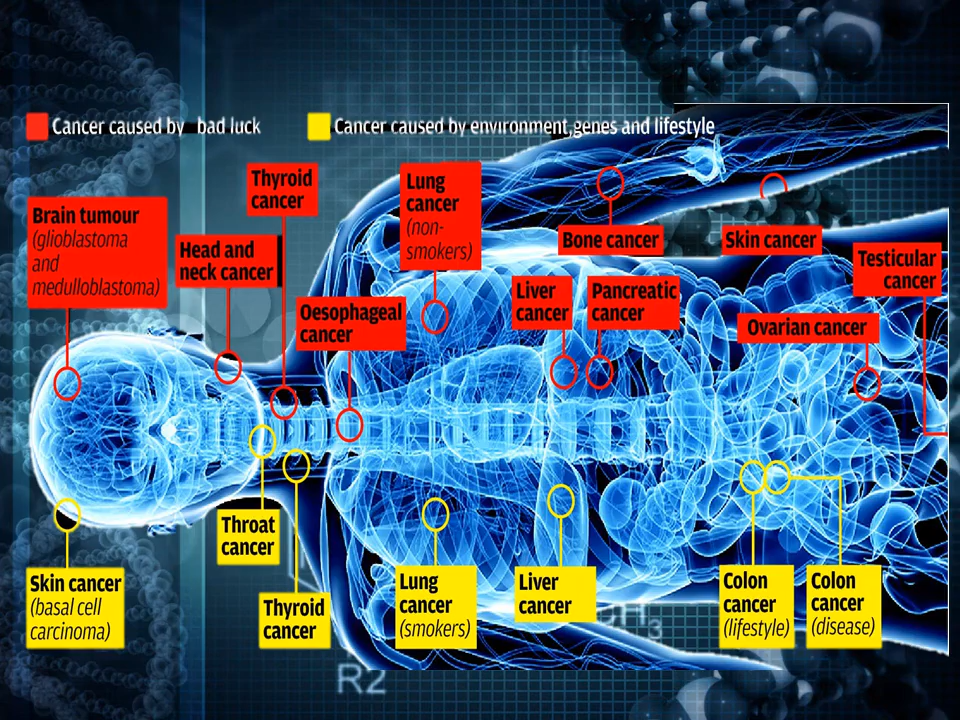 Cancer caused by bad luck
Cancer caused by environment,genes and lifestyle
Brain tumour
(glioblastoma
and
medulloblastoma)
Head and
neck cancer
Thyroid
cancer
Oesophageal
cancer
Lung
cancer
(non-
smokers)
Liver
cancer
Pancreatic
cancer
Bone cancer
Skin cancer
Ovarian cancer
Testicular
cancer
Skin cancer
(basal cell
carcinoma)
Throat
cancer
Thyroid
cancer
Lung
cancer
(smokers)
Liver
cancer
Colon
cancer
(lifestyle)
Colon
cancer
(disease)
H3
R2